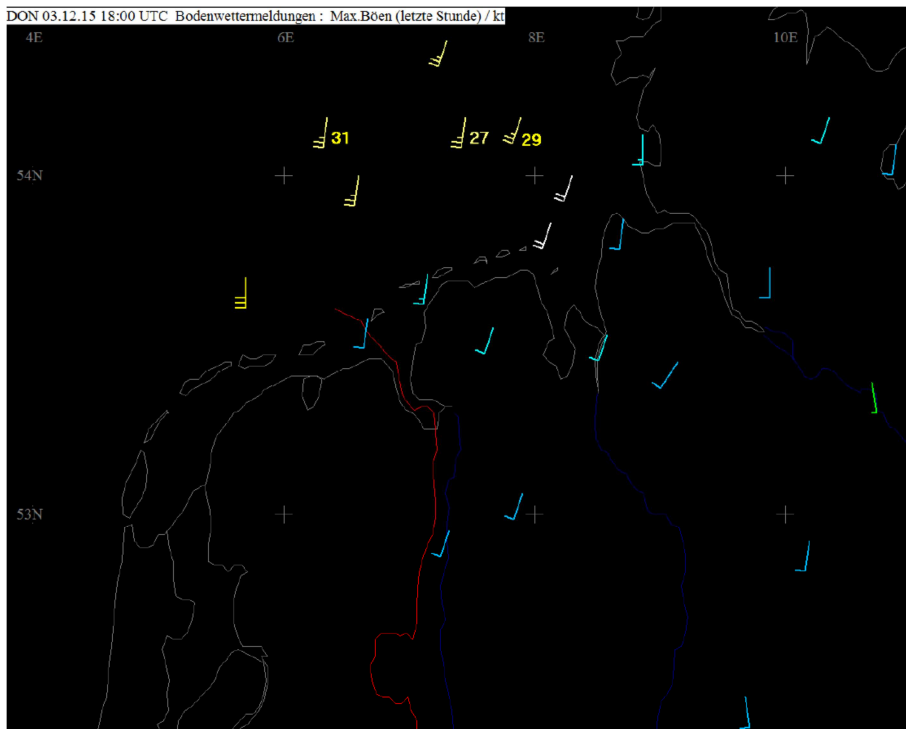 DON 03.12.15 18:00 UTC Bodenwettermeldungen : Max.Böen (letzte Stunde) / kt
4E 6E 8E 10E
31 27 29
54N
53N